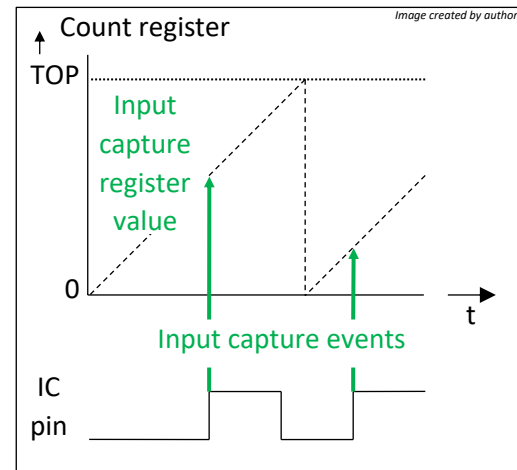 Image created by author
Count register
TOP
Input
capture
register
value
0
t
Input capture events
IC
pin